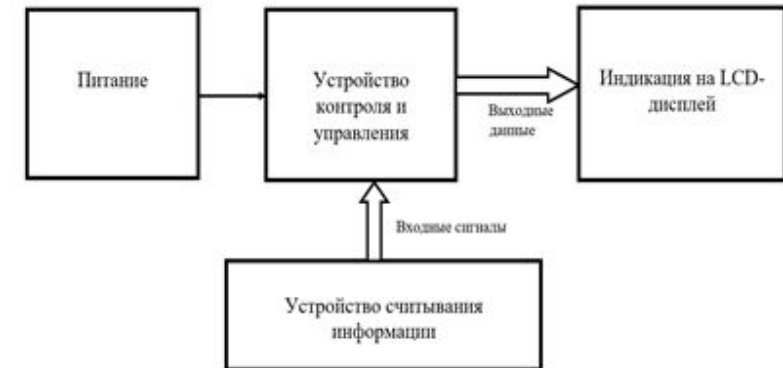 Питание
Устройство
контроля и
управления
Выходные
данные
Индикация на LCD-
дисплей
Входные сигналы
Устройство считывания
информации